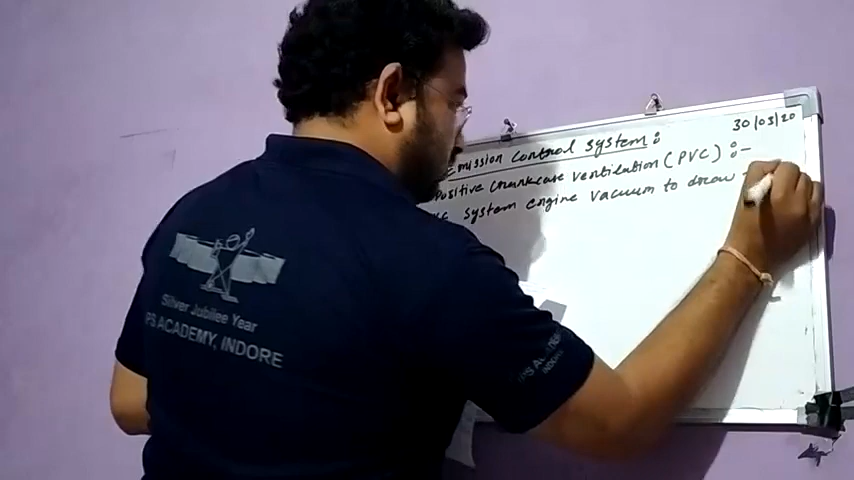 30/05/20
Emission Control System :
Positive Crankcase Ventilation (PVC) :-
System engine Vacuum to draw
Silver Jubilee Year
IPS ACADEMY, INDORE
INDORE